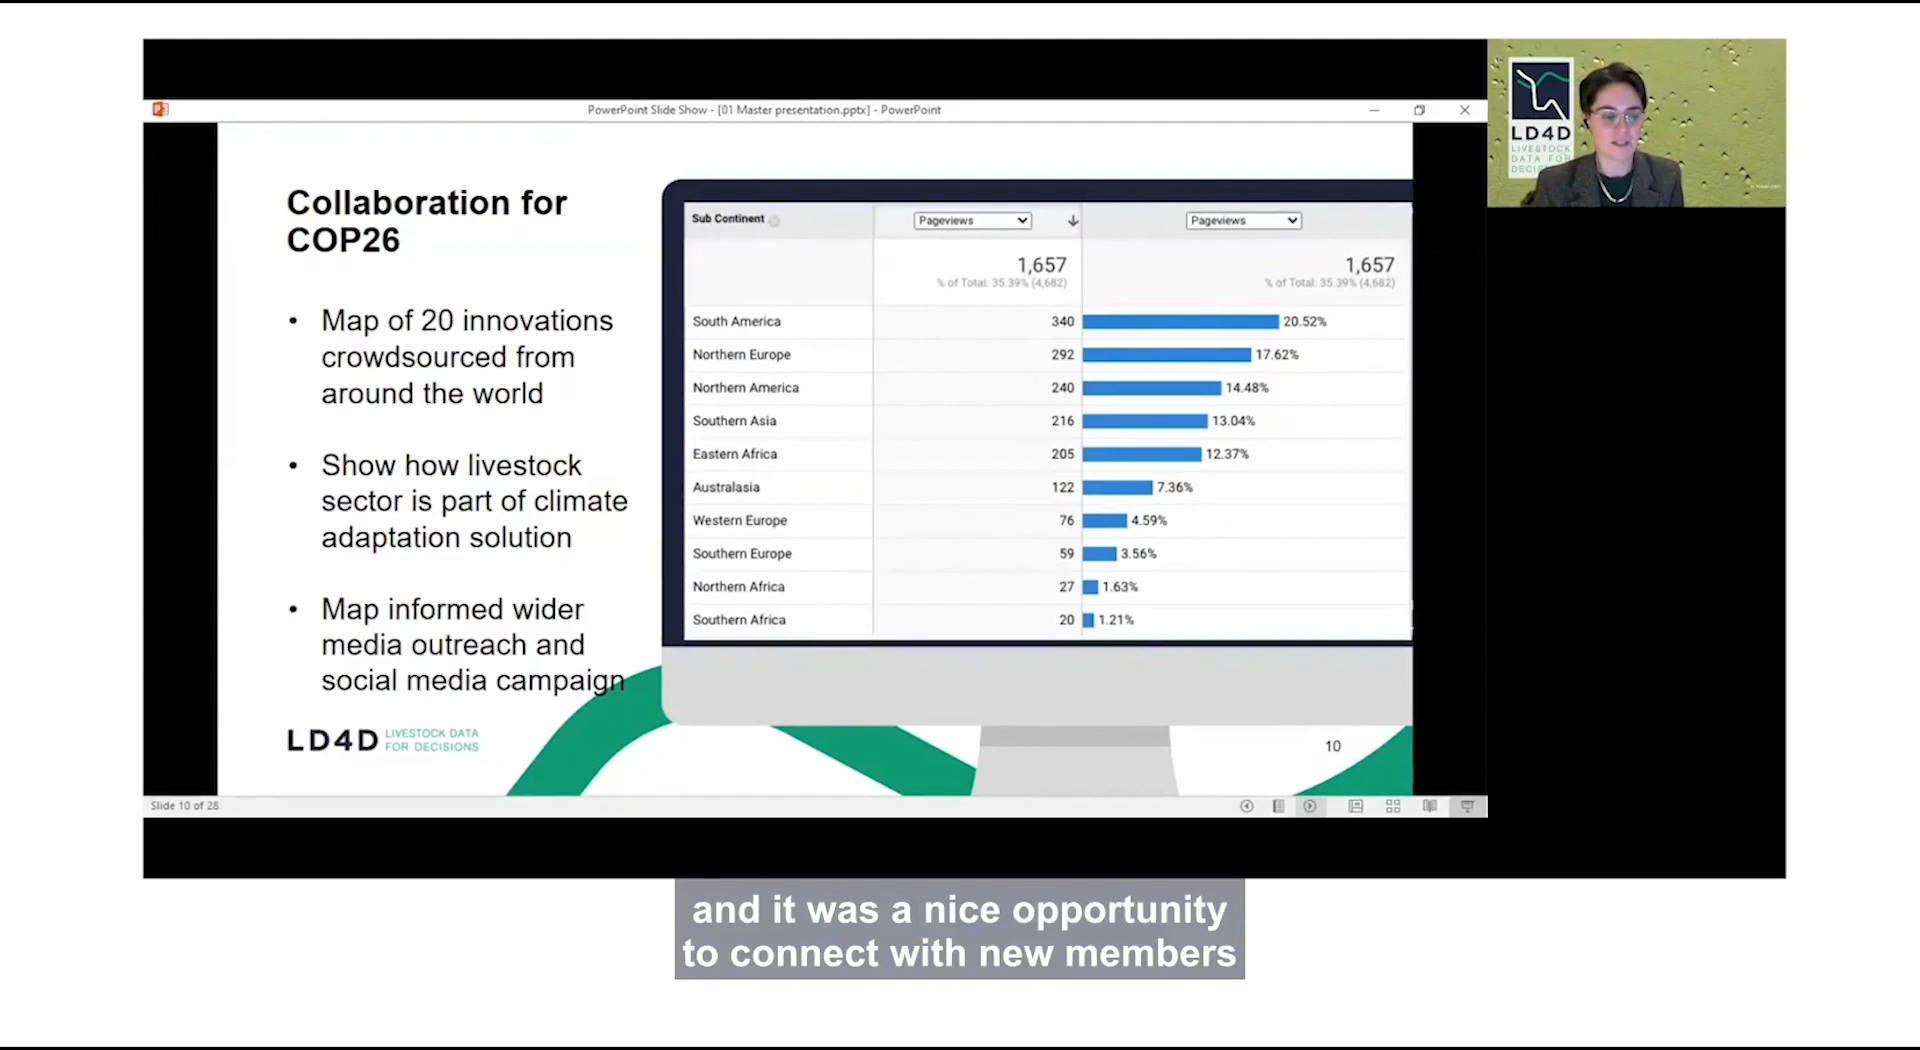 PowerPoint Slide Show - [01 Master presentation.pptx] - PowerPoint
LD4D
LIVESTOCK
DATA FOR
Collaboration for
COP26
• Map of 20 innovations
crowdsourced from
around the world
• Show how livestock
sector is part of climate
adaptation solution
• Map informed wider
media outreach and
social media campaign
LD4D LIVESTOCK DATA
FOR DECISIONS
Sub Continent Pageviews Pageviews
1,657 1,657
% of Total: 35.39% (4,682) % of Total: 35.39% (4,682)
South America 340 20.52%
Northern Europe 292 17.62%
Northern America 240 14.48%
Southern Asia 216 13.04%
Eastern Africa 205 12.37%
Australasia 122 7.36%
Western Europe 76 4.59%
Southern Europe 59 3.56%
Northern Africa 27 1.63%
Southern Africa 20 1.21%
10
Slide 10 of 28
and it was a nice opportunity
to connect with new members